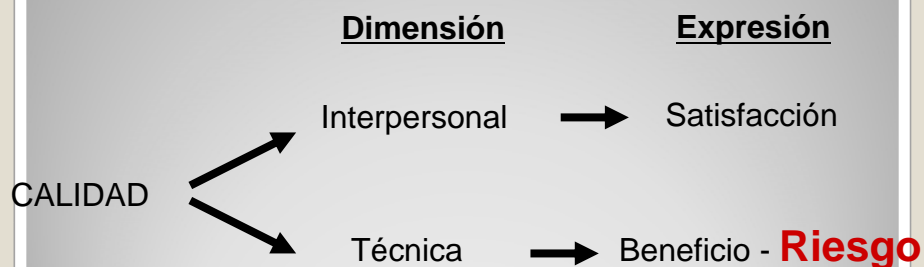 Dimensión Expresión
Interpersonal Satisfacción
CALIDAD
Técnica Beneficio - Riesgo